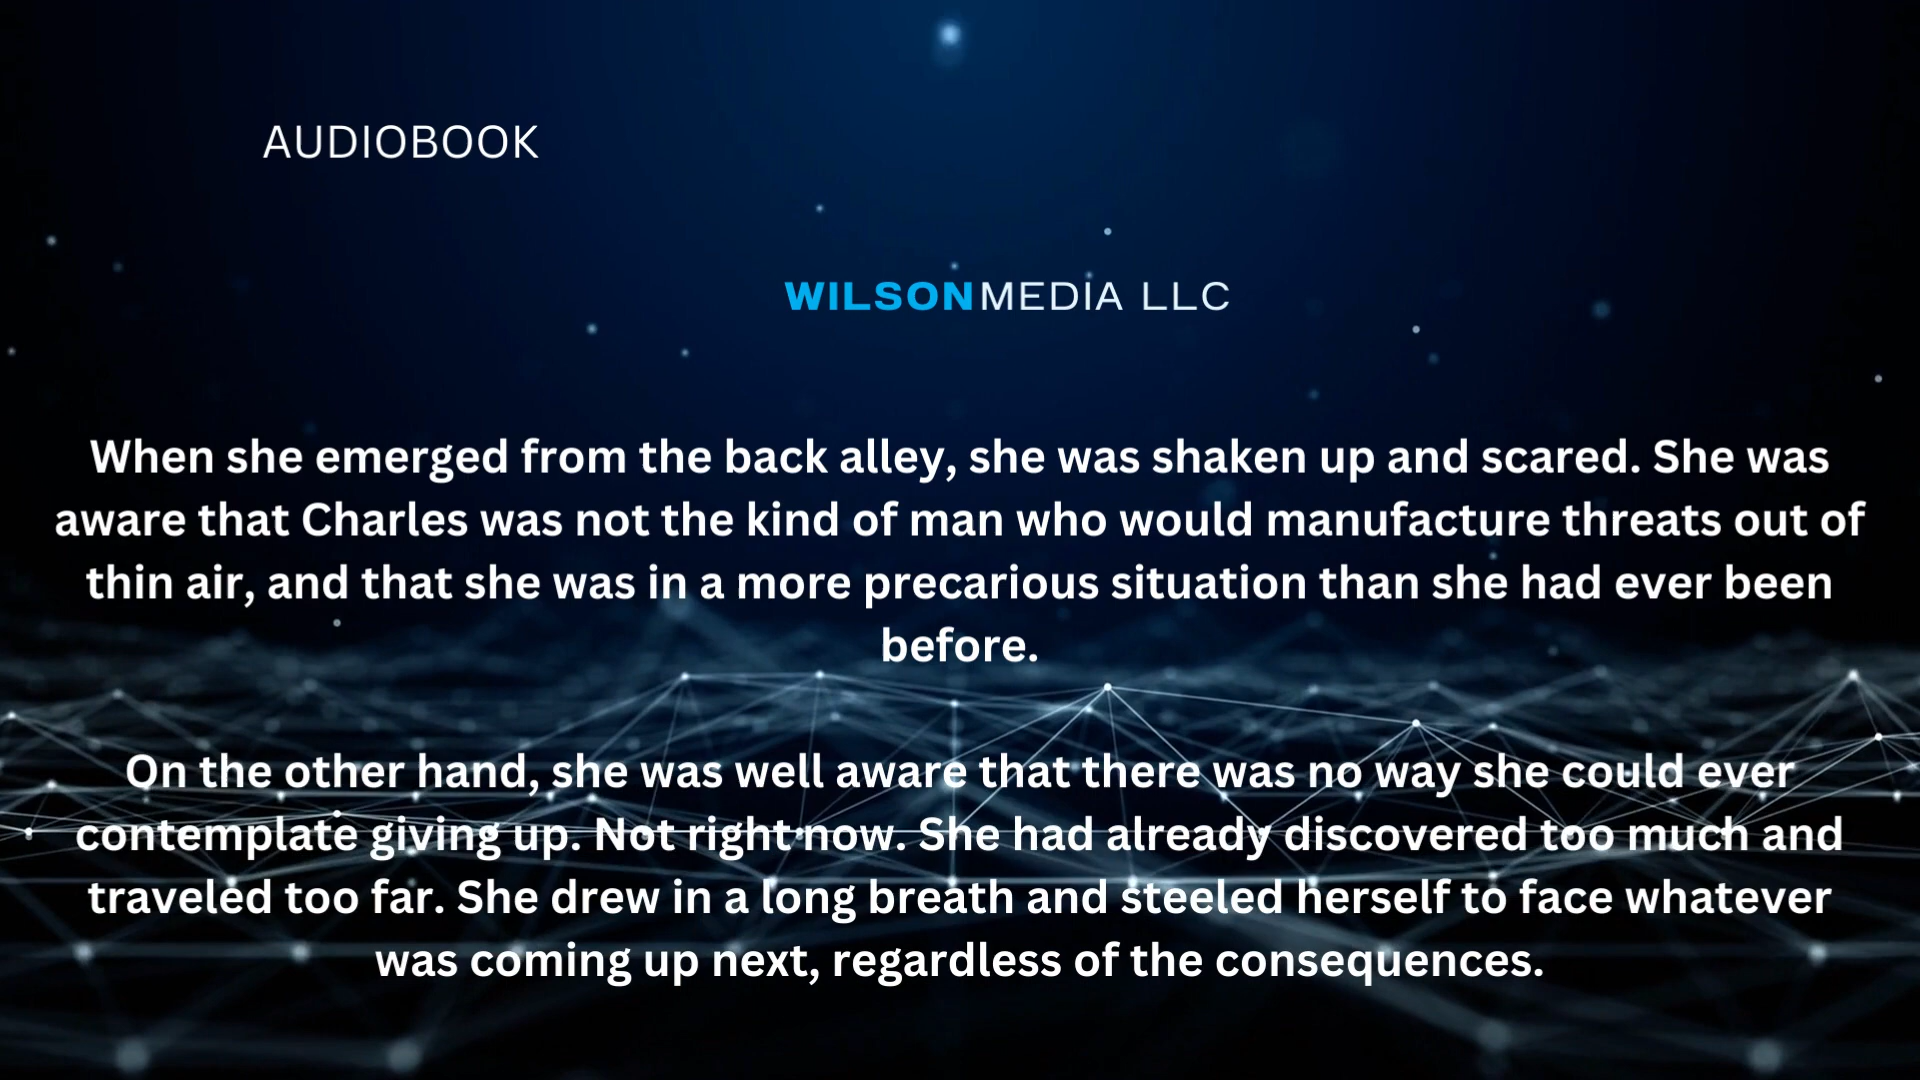 AUDIOBOOK
WILSONMEDIA LLC
When she emerged from the back alley, she was shaken up and scared. She was
aware that Charles was not the kind of man who would manufacture threats out of
thin air, and that she was in a more precarious situation than she had ever been
before.
On the other hand, she was well aware that there was no way she could ever
contemplate giving up. Not right now. She had already discovered too much and
traveled too far. She drew in a long breath and steeled herself to face whatever
was coming up next, regardless of the consequences.